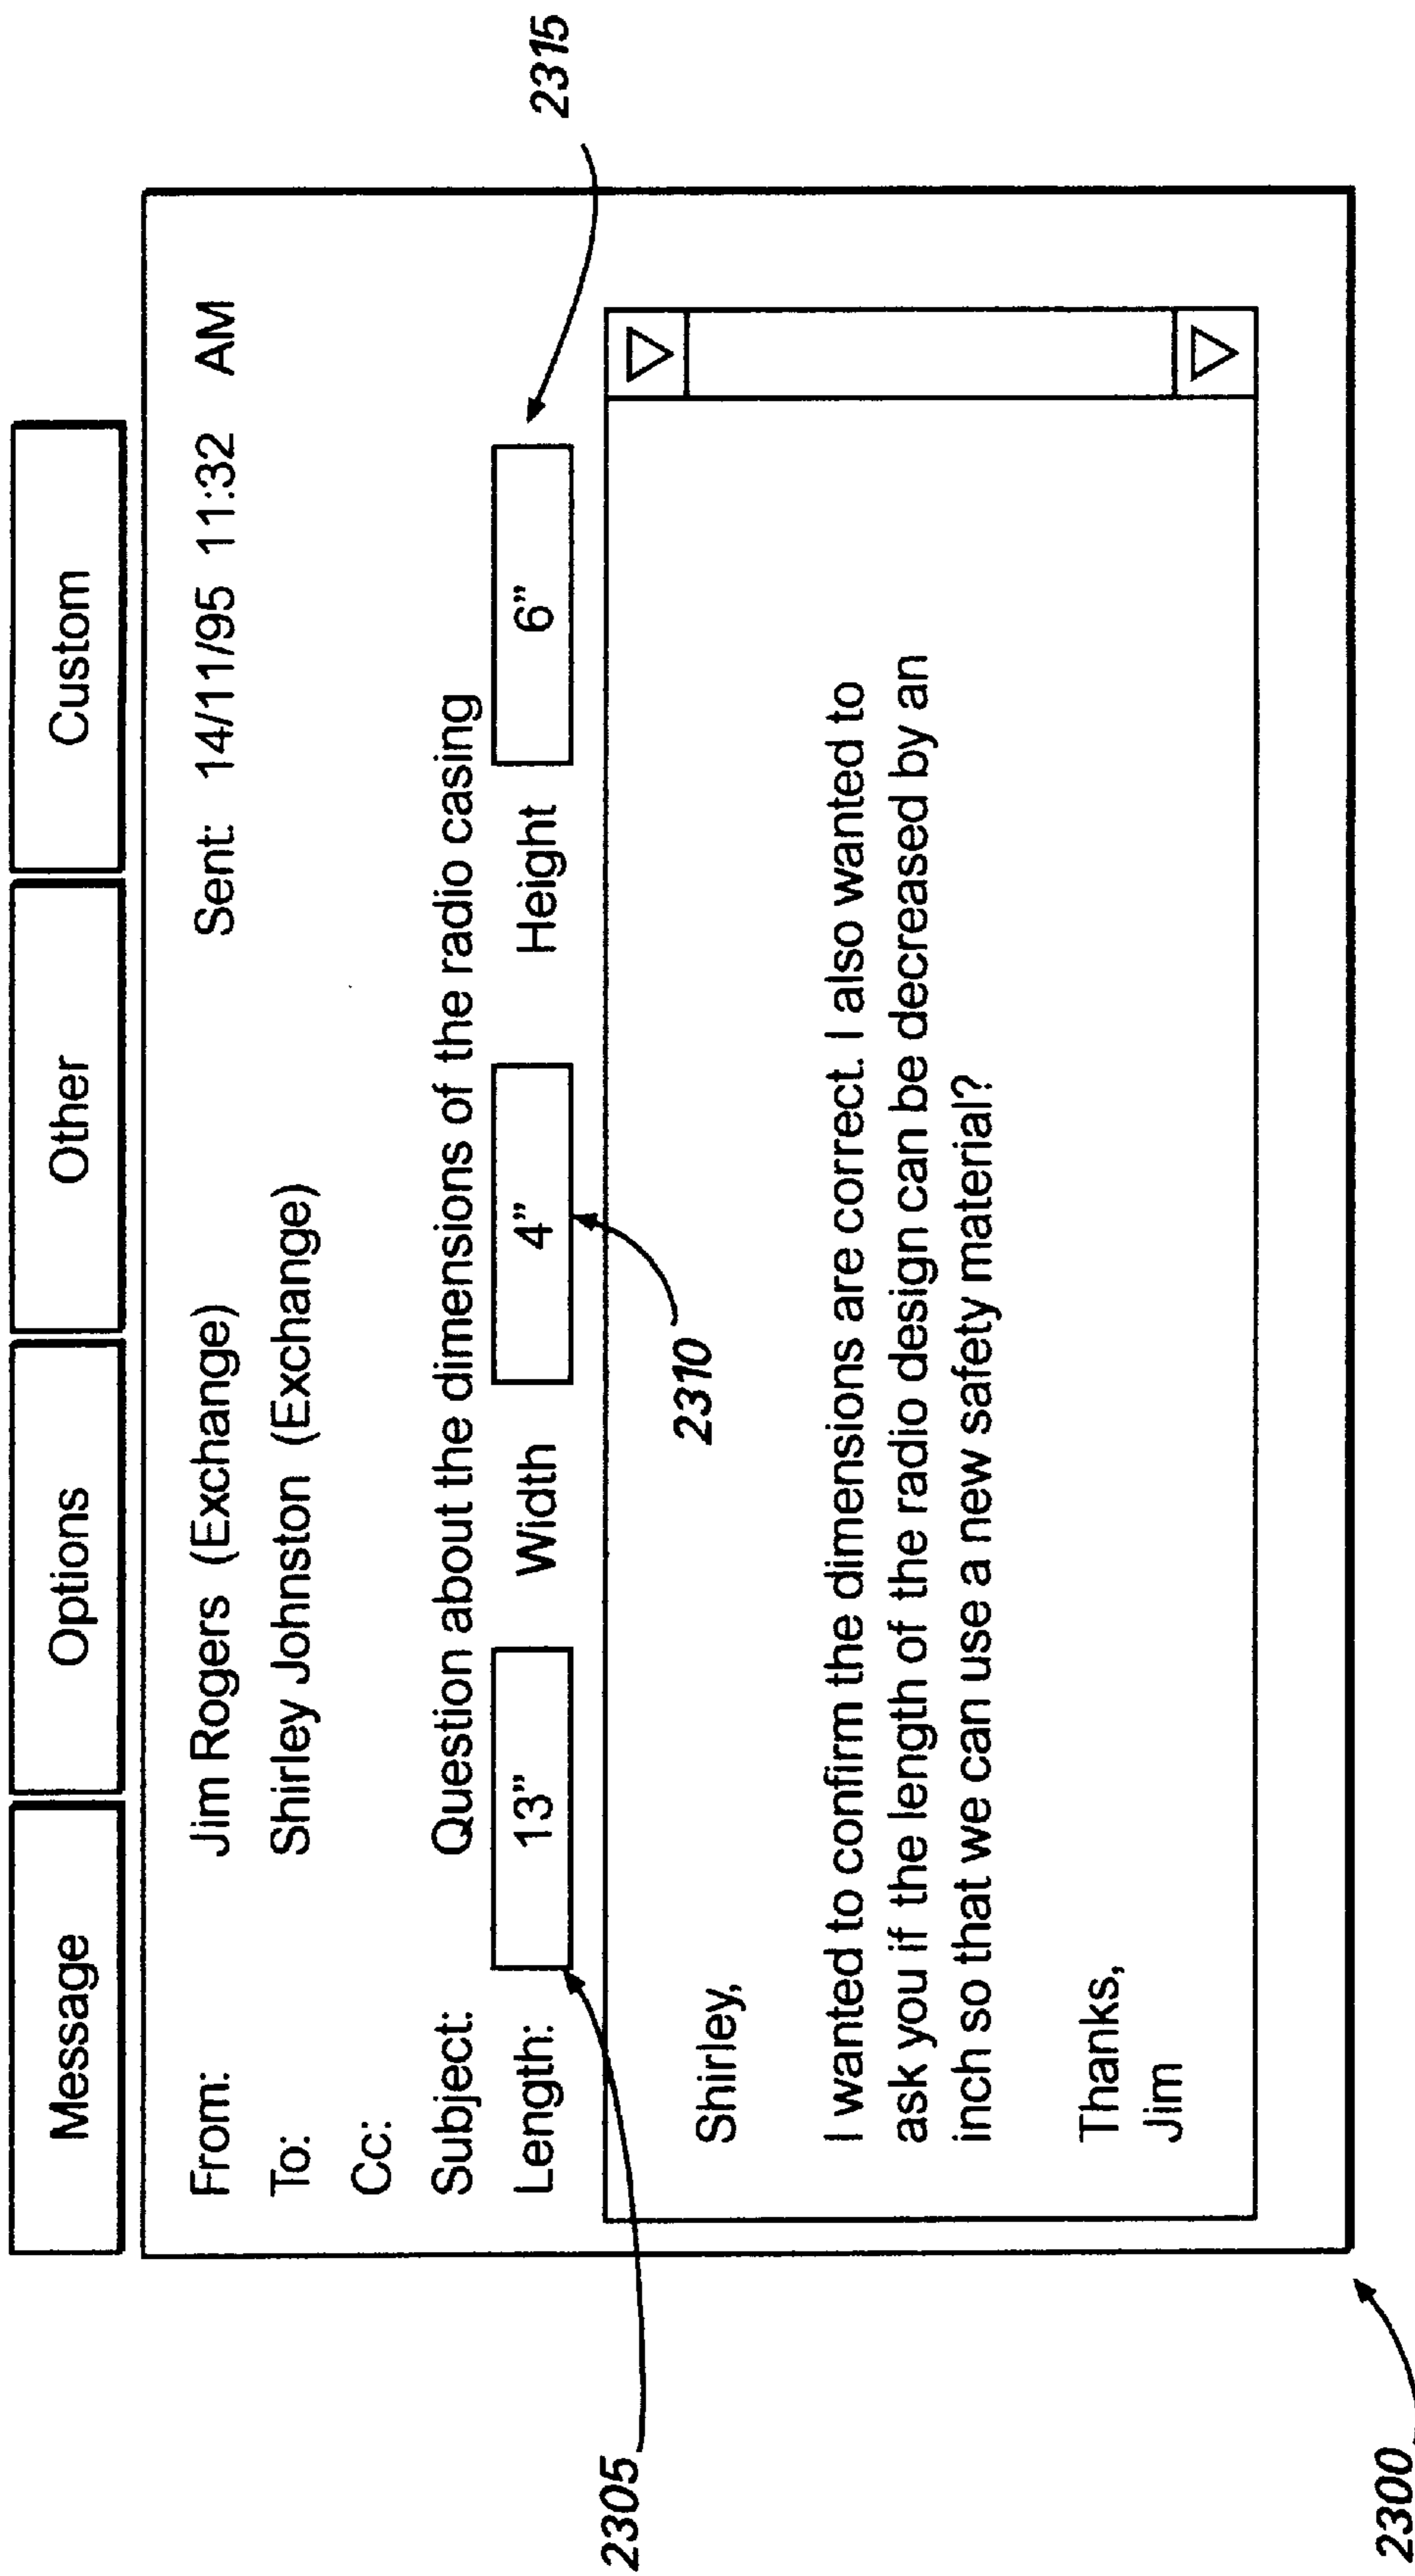 Message Options Other Custom
From: Jim Rogers (Exchange) Sent: 14/11/95 11:32 AM
To: Shirley Johnston (Exchange)
Cc:
Subject: Question about the dimensions of the radio casing
Length: 13” Width 4” Height 6”
2315
2310
2305
Shirley,
I wanted to confirm the dimensions are correct. I also wanted to
ask you if the length of the radio design can be decreased by an
inch so that we can use a new safety material?
Thanks,
Jim
2300